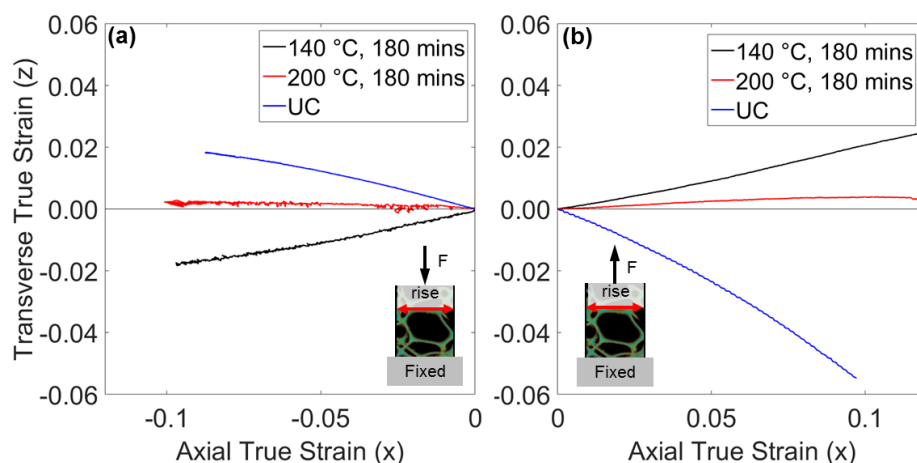 0.06
0.04
0.02
0.00
-0.02
-0.04
-0.06
Transverse True Strain (z)
(a)
140 °C, 180 mins
200 °C, 180 mins
UC
F
rise
Fixed
-0.1
-0.05
0
Axial True Strain (x)
0.06
0.04
0.02
0.00
-0.02
-0.04
-0.06
(b)
140 °C, 180 mins
200 °C, 180 mins
UC
F
rise
Fixed
0
0.05
0.1
Axial True Strain (x)